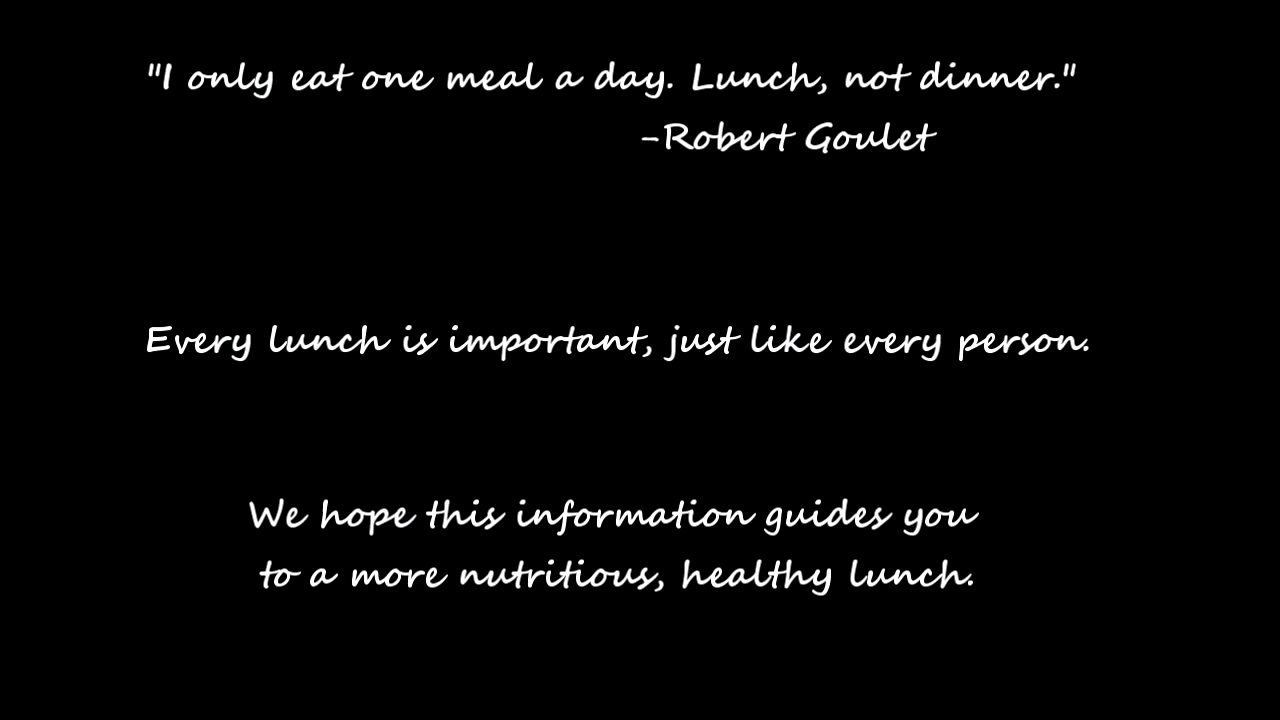 "I only eat one meal a day. Lunch, not dinner."
-Robert Goulet
Every lunch is important, just like every person.
We hope this information guides you
to a more nutritious, healthy lunch.